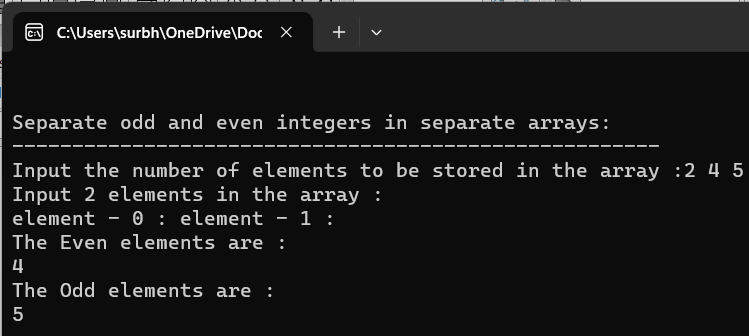 C:\Users\surbh\OneDrive\Doc
Separate odd and even integers in separate arrays:
------------------------------------------------------
Input the number of elements to be stored in the array :2 4 5
Input 2 elements in the array :
element - 0 : element - 1 :
The Even elements are :
4
The Odd elements are :
5